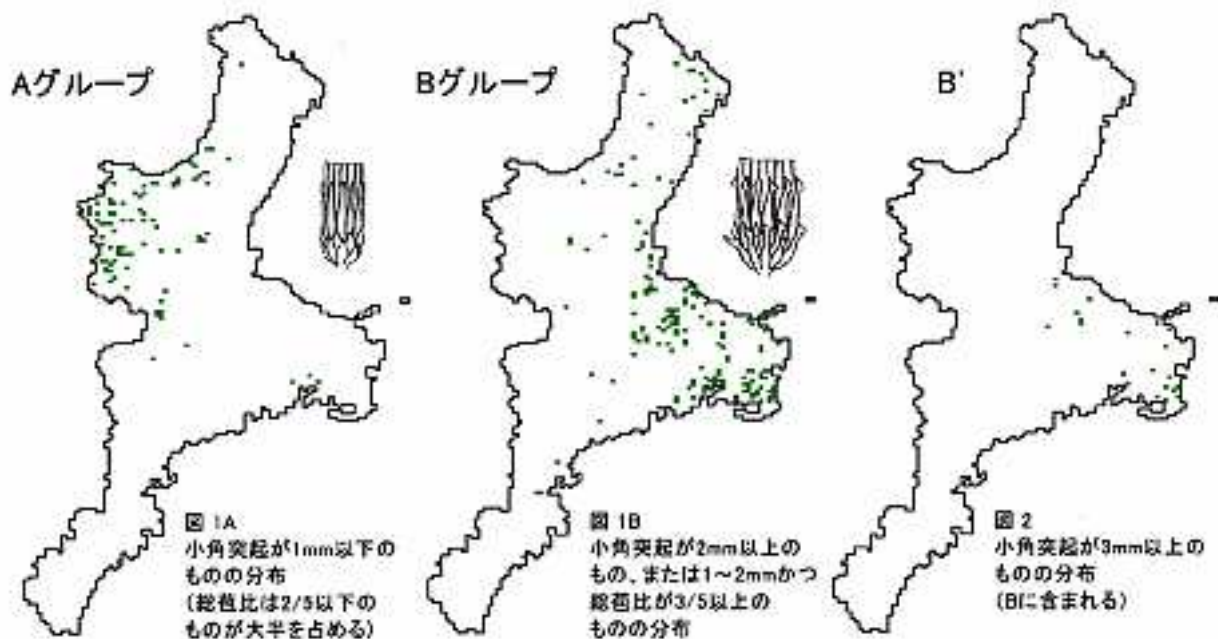 Aグループ
Bグループ
B'
図 1A
小角突起が1mm以下の
ものの分布
(総苞比は2/5以下の
ものが大半を占める)
図 1B
小角突起が2mm以上の
もの、または1〜2mmかつ
総苞比が3/5以上の
ものの分布
図 2
小角突起が3mm以上の
ものの分布
(Bに含まれる)